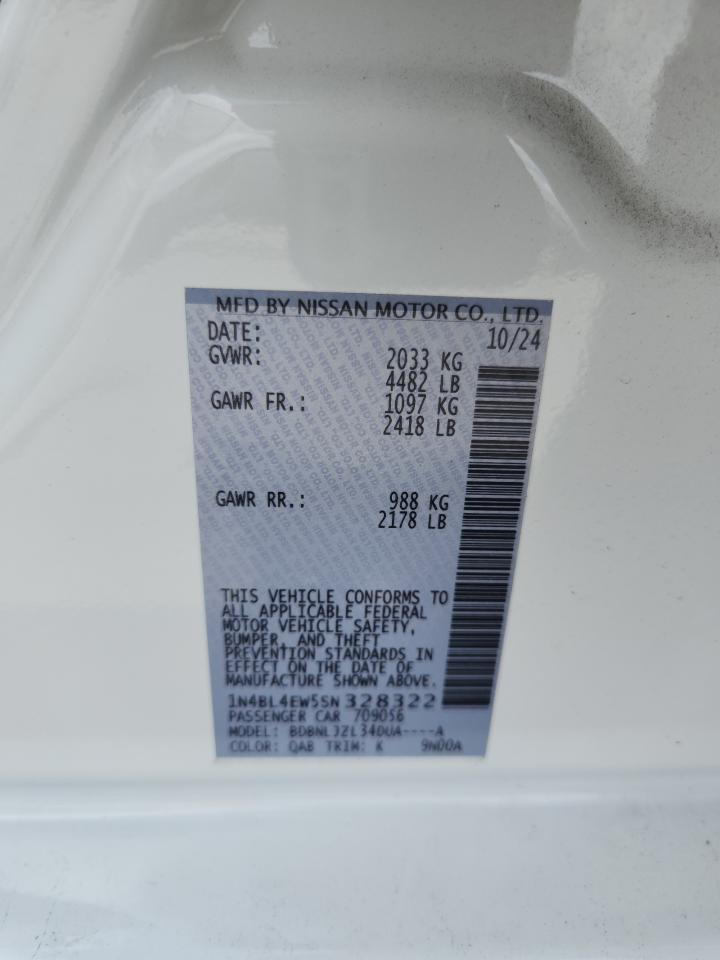 MFD BY NISSAN MOTOR CO., LTD.
DATE: 10/24
GVWR: 2033 KG
4482 LB
GAWR FR.: 1097 KG
2418 LB
GAWR RR.: 988 KG
2178 LB
THIS VEHICLE CONFORMS TO
ALL APPLICABLE FEDERAL
MOTOR VEHICLE SAFETY,
BUMPER, AND THEFT
PREVENTION STANDARDS IN
EFFECT ON THE DATE OF
MANUFACTURE SHOWN ABOVE.
1N4BL4EW5SN328322
PASSENGER CAR 709056
MODEL: BDBNLJZL34DUA----A
COLOR: QAB TRIM: K 9N00A